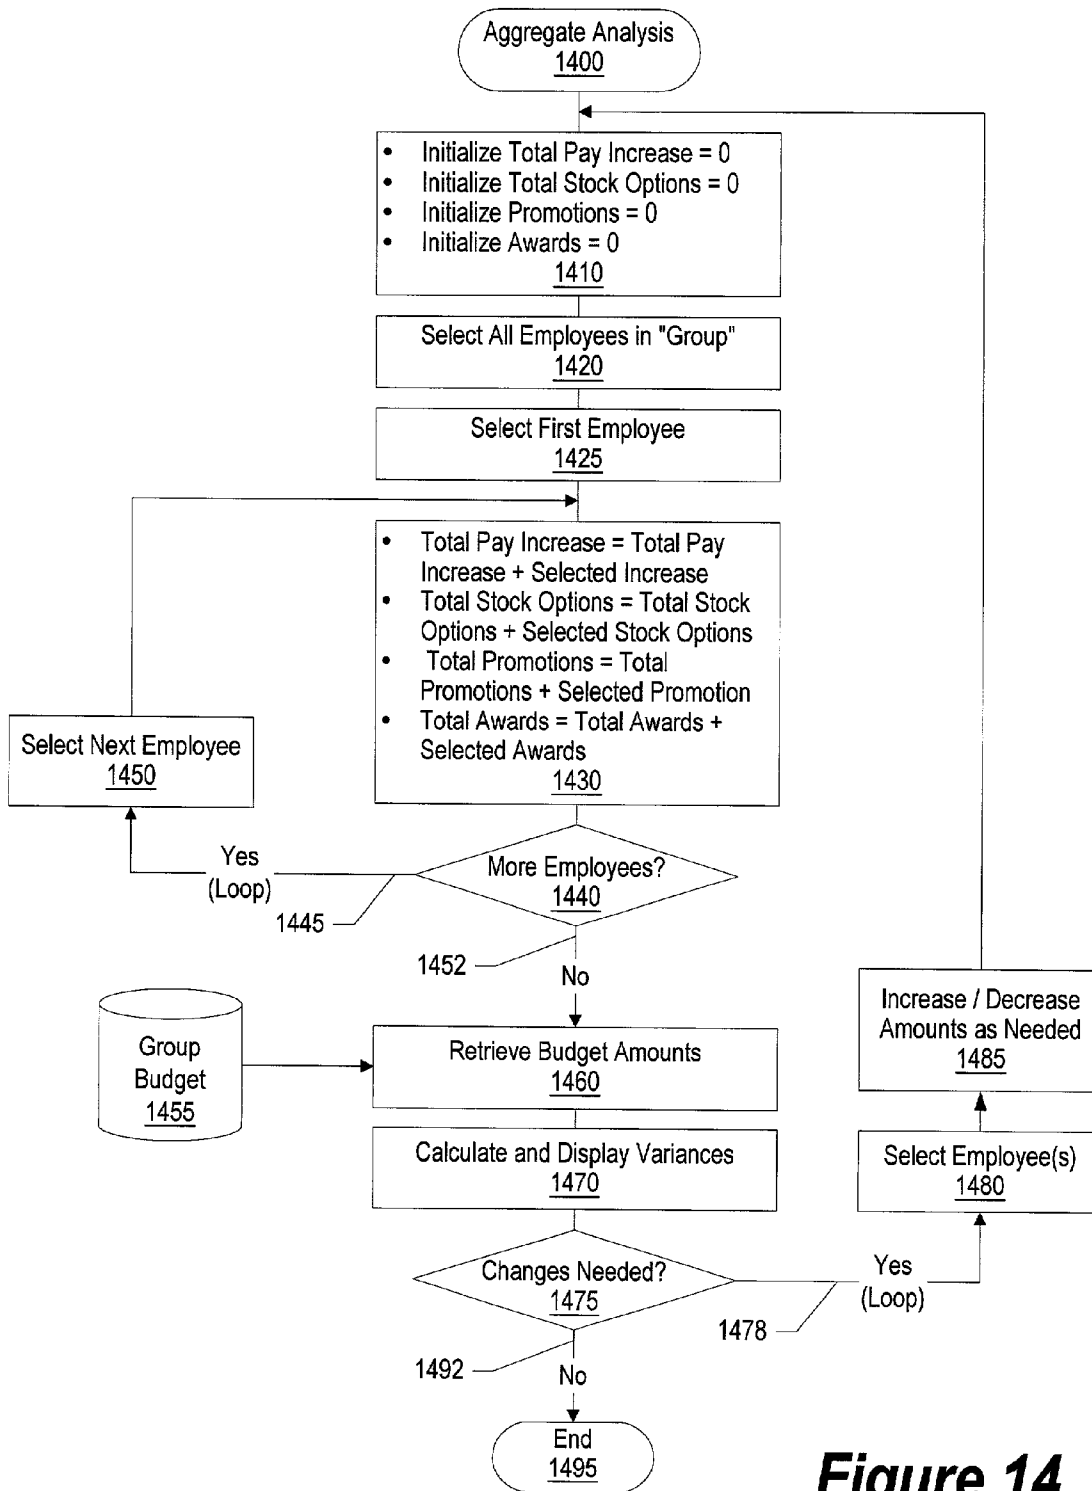 Aggregate Analysis
1400
• Initialize Total Pay Increase = 0
• Initialize Total Stock Options = 0
• Initialize Promotions = 0
• Initialize Awards = 0
1410
Select All Employees in "Group"
1420
Select First Employee
1425
• Total Pay Increase = Total Pay
Increase + Selected Increase
• Total Stock Options = Total Stock
Options + Selected Stock Options
• Total Promotions = Total
Promotions + Selected Promotion
• Total Awards = Total Awards +
Selected Awards
1430
Select Next Employee
1450
Yes
(Loop)
1445
More Employees?
1440
1452
No
Group
Budget
1455
Retrieve Budget Amounts
1460
Increase / Decrease
Amounts as Needed
1485
Calculate and Display Variances
1470
Select Employee(s)
1480
Changes Needed?
1475
Yes
(Loop)
1478
1492
No
End
1495
Figure 14